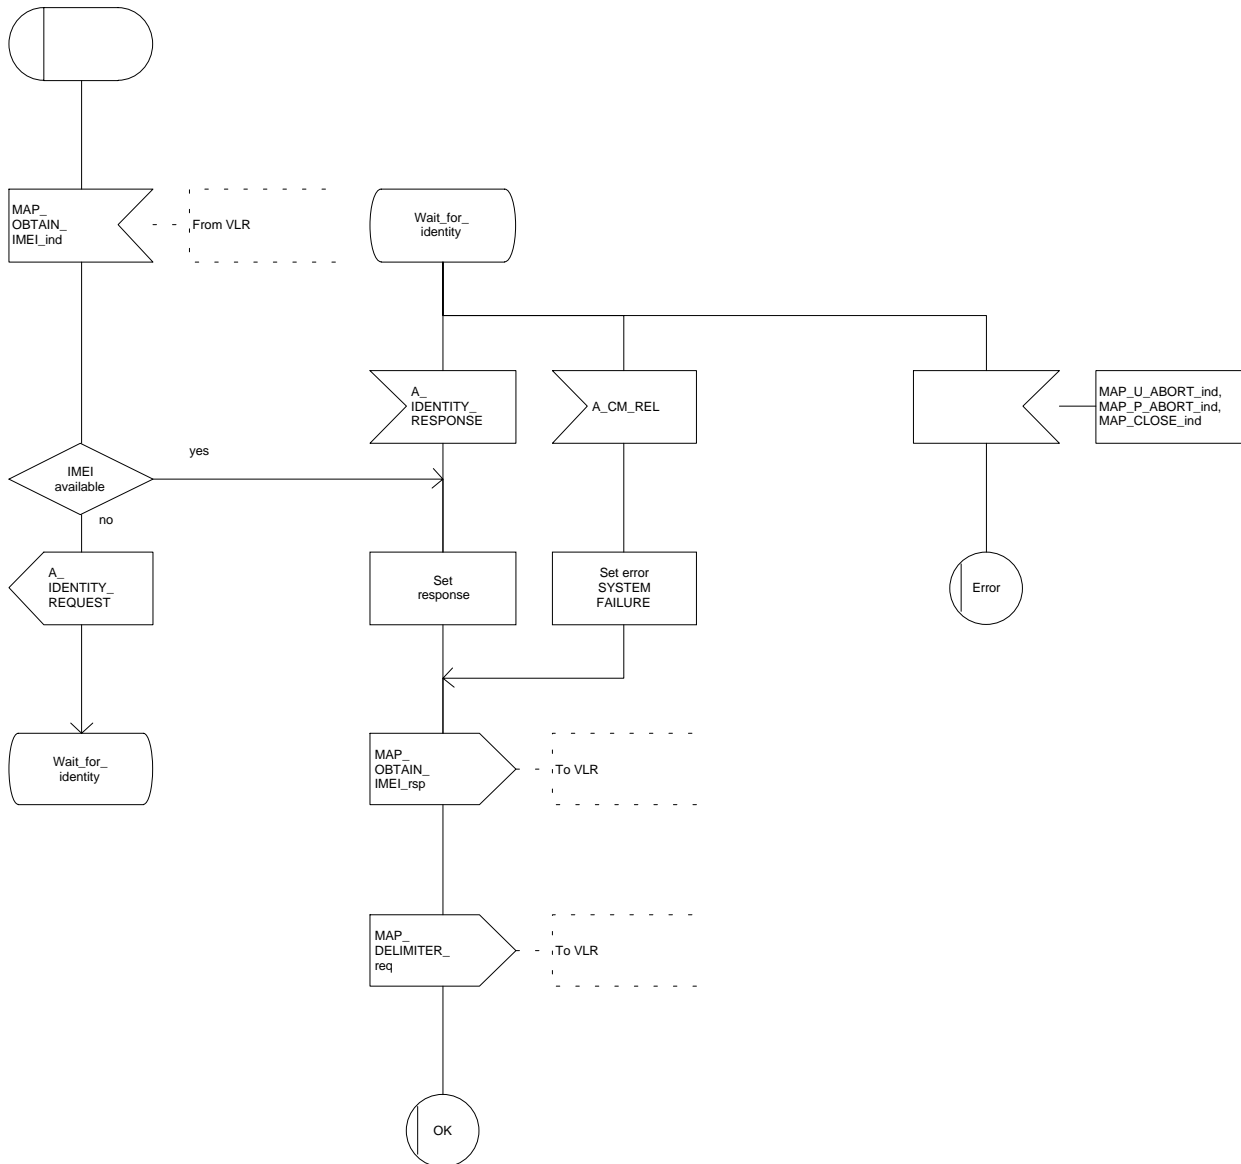 MAP_
OBTAIN_
IMEI_ind
From VLR
Wait_for_
identity
A_
IDENTITY_
RESPONSE
A_CM_REL
MAP_U_ABORT_ind,
MAP_P_ABORT_ind,
MAP_CLOSE_ind
IMEI
available
yes
no
A_
IDENTITY_
REQUEST
Set
response
Set error
SYSTEM
FAILURE
Error
Wait_for_
identity
MAP_
OBTAIN_
IMEI_rsp
To VLR
MAP_
DELIMITER_
req
To VLR
OK